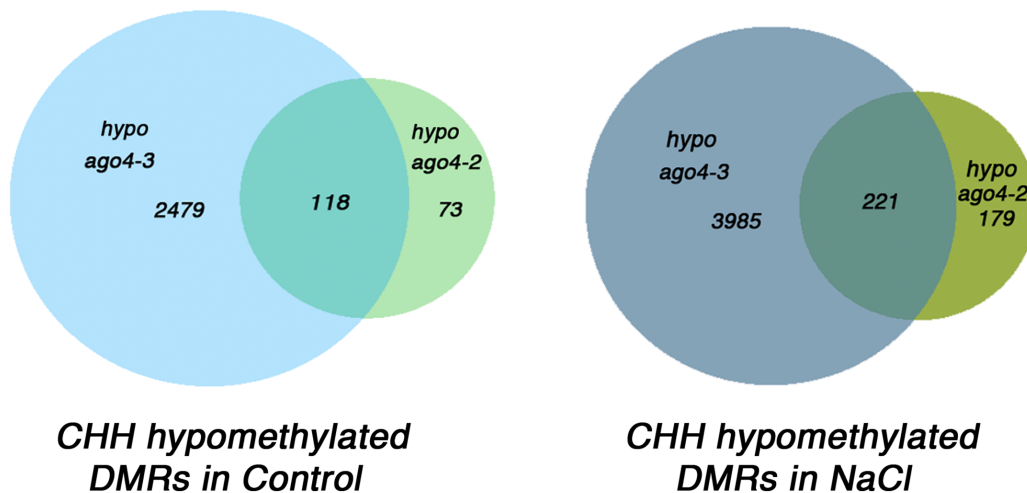 hypo
ago4-3
2479
118
hypo
ago4-2
73
CHH hypomethylated
DMRs in Control
hypo
ago4-3
3985
221
hypo
ago4-2
179
CHH hypomethylated
DMRs in NaCl